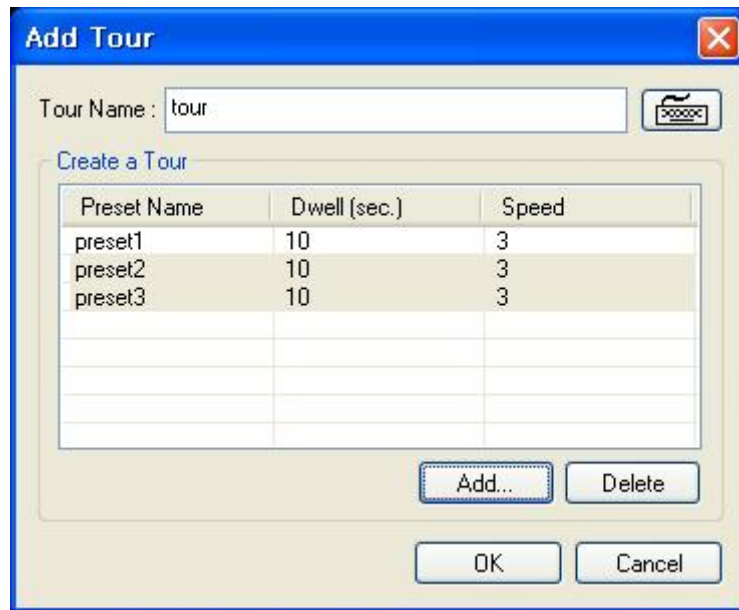 Add Tour
Tour Name : tour
Create a Tour
Preset Name Dwell (sec.) Speed
preset1 10 3
preset2 10 3
preset3 10 3
Add... Delete
OK Cancel